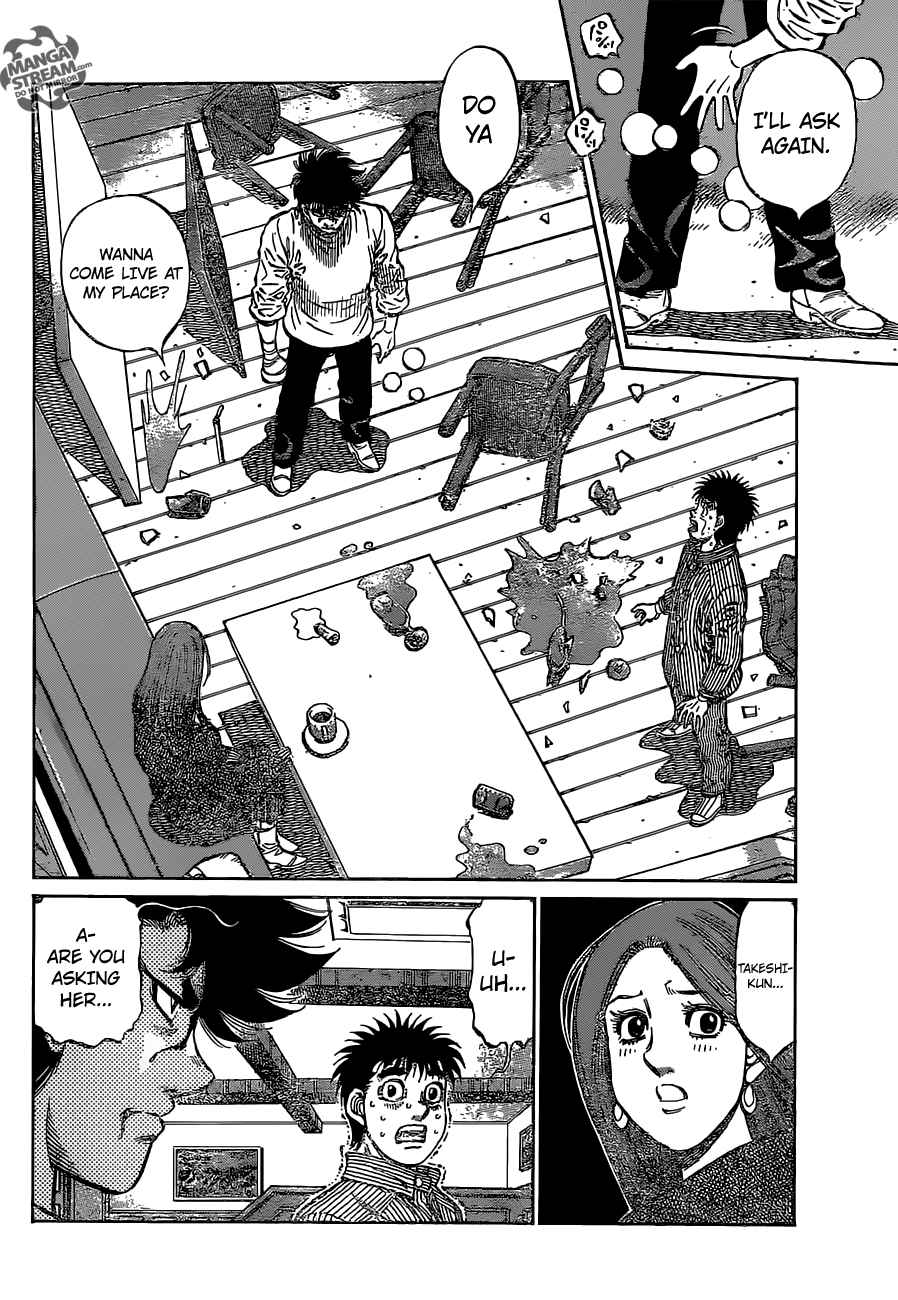 I'LL ASK
AGAIN.
DO
YA
WANNA
COME LIVE AT
MY PLACE?
TAKESHI-
KUN...
U-
UH...
A-
ARE YOU
ASKING
HER...
MANGA
STREAM.com
DO NOT MIRROR